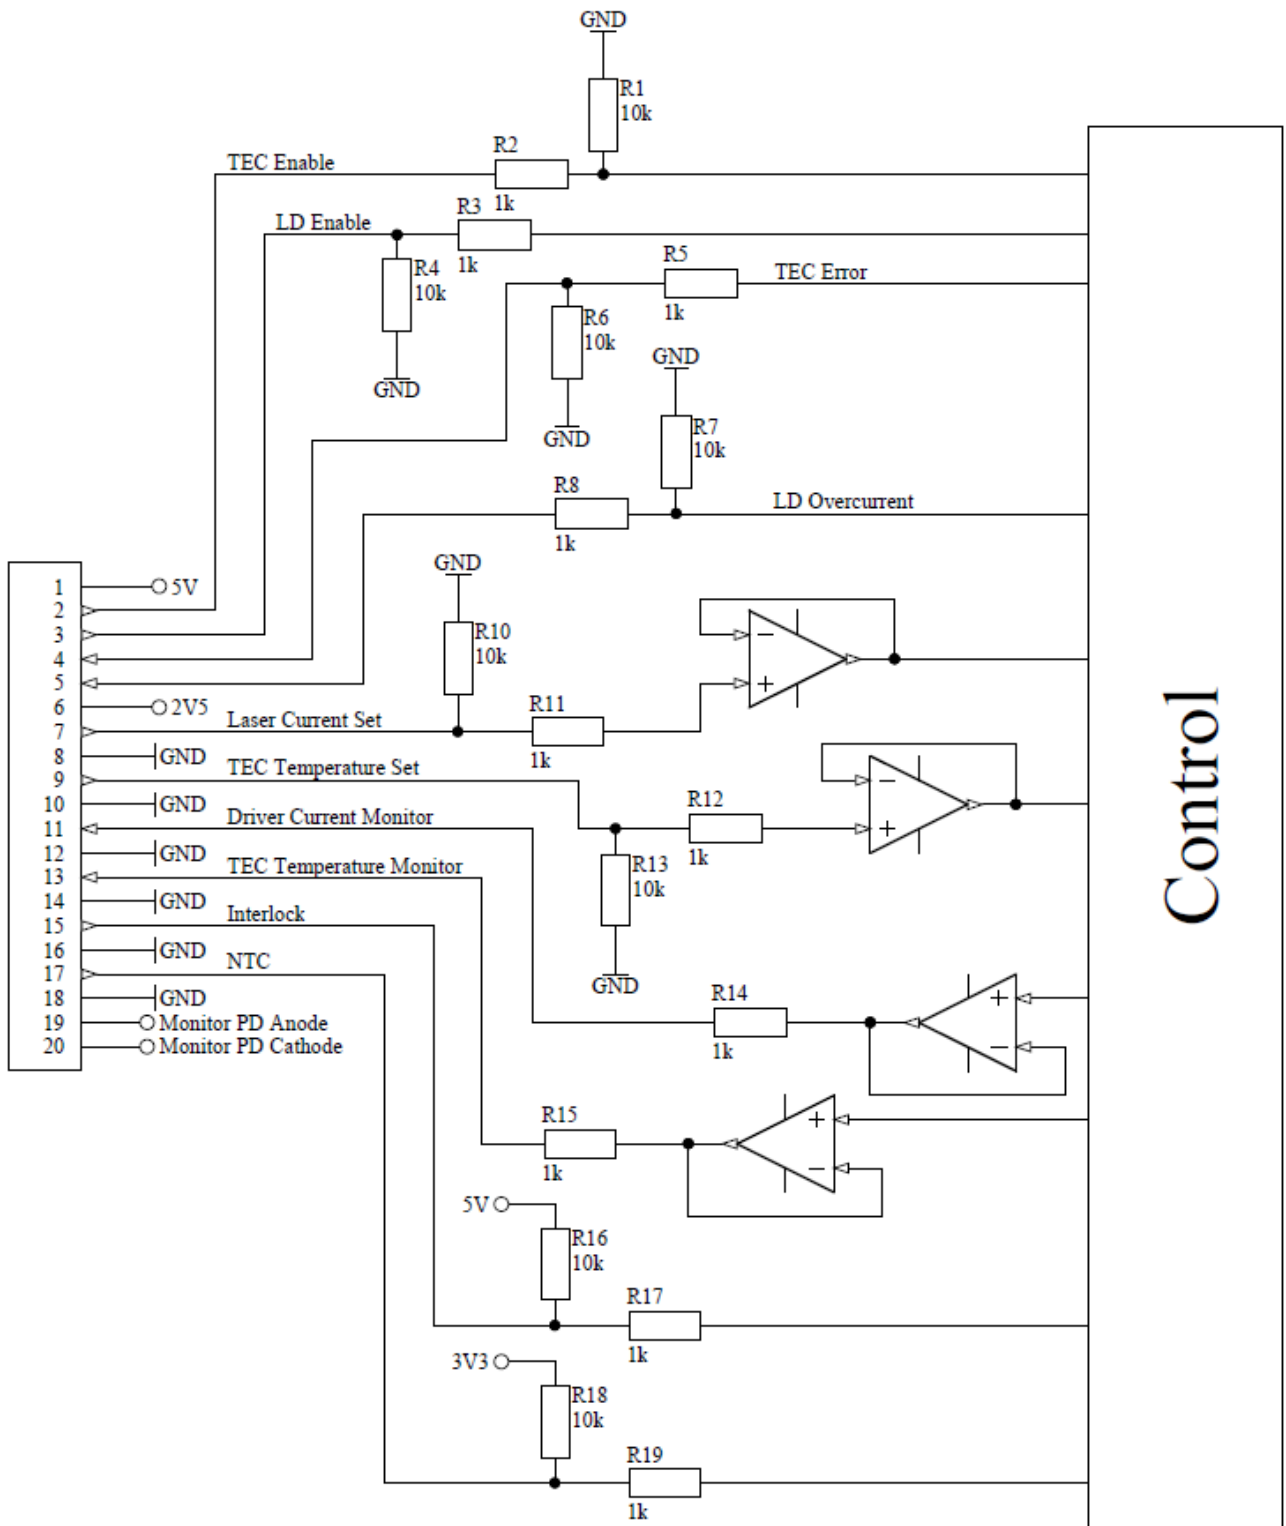 GND
R1
10k
R2
TEC Enable
1k
R3
LD Enable
1k
R4
10k
GND
R5
TEC Error
1k
R6
10k
GND
GND
R7
10k
R8
LD Overcurrent
1k
GND
R10
10k
1 5V
2
3
4
5
6 2V5
7 Laser Current Set
R11
1k
8 GND
9 TEC Temperature Set
10 GND
11 Driver Current Monitor
12 GND
13 TEC Temperature Monitor
14 GND
15 Interlock
16 GND
17 NTC
18 GND
19 Monitor PD Anode
20 Monitor PD Cathode
−
+
R12
1k
−
+
R13
10k
GND
R14
1k
+
−
R15
1k
+
−
5V
R16
10k
R17
1k
3V3
R18
10k
R19
1k
Control